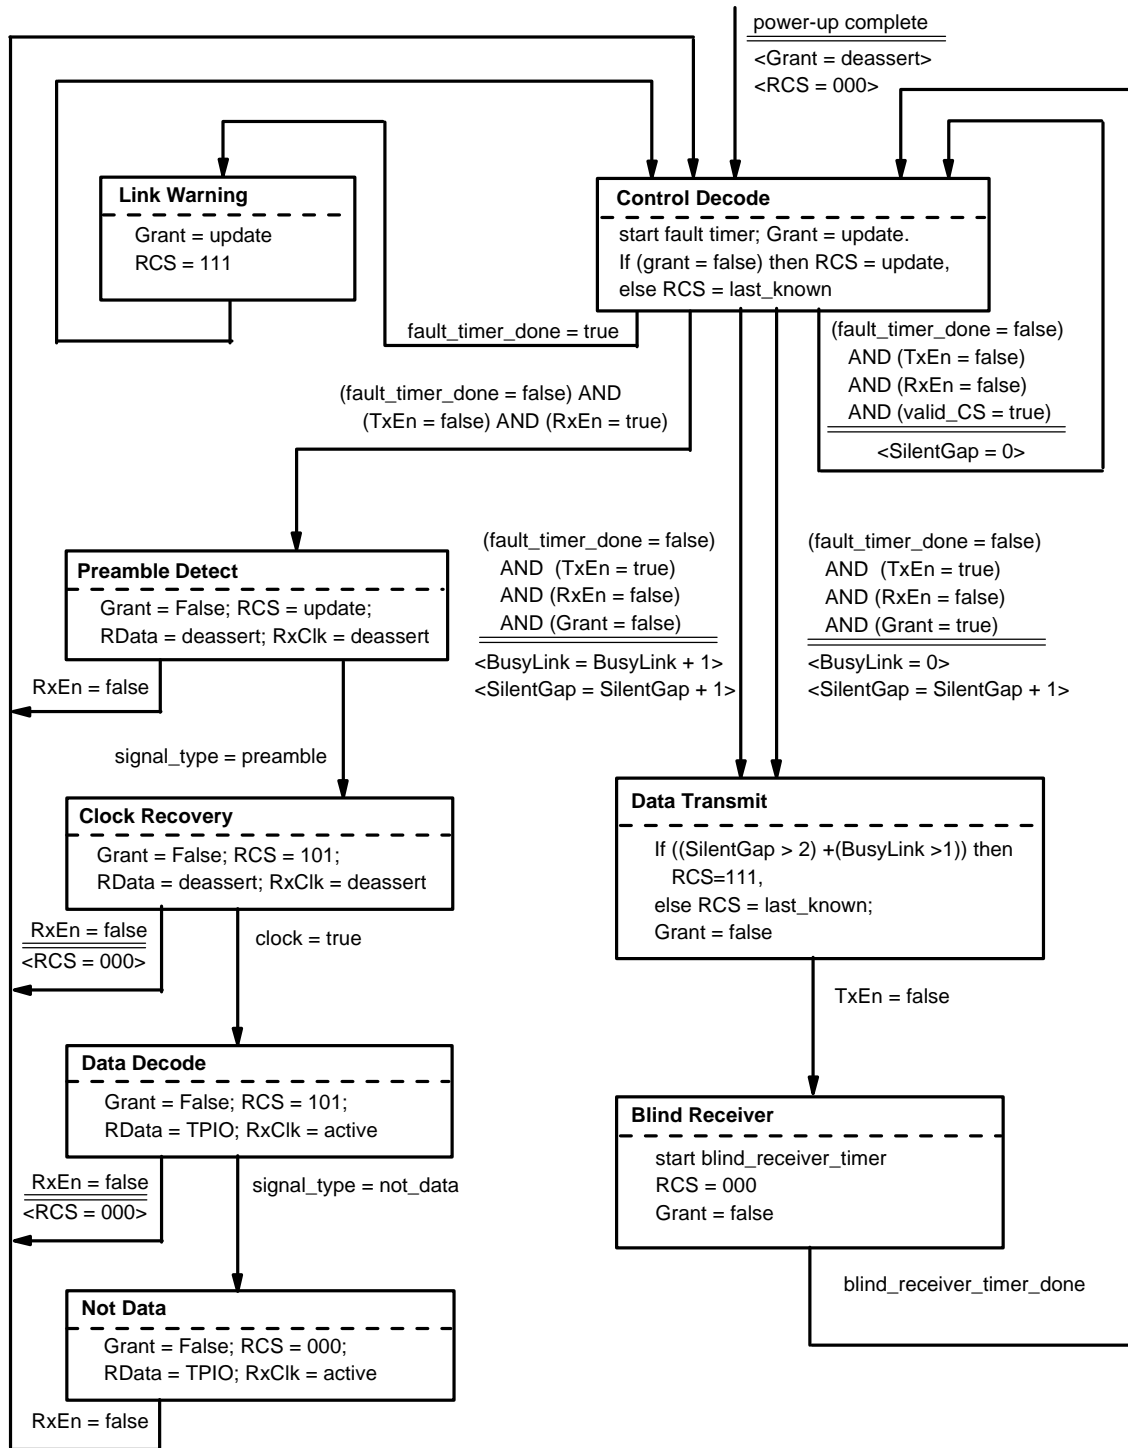 power-up complete
<Grant = deassert>
<RCS = 000>
Link Warning
Grant = update
RCS = 111
Control Decode
start fault timer; Grant = update.
If (grant = false) then RCS = update,
else RCS = last_known
fault_timer_done = true
(fault_timer_done = false)
AND (TxEn = false)
AND (RxEn = false)
AND (valid_CS = true)
<SilentGap = 0>
(fault_timer_done = false) AND
(TxEn = false) AND (RxEn = true)
Preamble Detect
Grant = False; RCS = update;
RData = deassert; RxClk = deassert
(fault_timer_done = false)
AND (TxEn = true)
AND (RxEn = false)
AND (Grant = false)
<BusyLink = BusyLink + 1>
<SilentGap = SilentGap + 1>
(fault_timer_done = false)
AND (TxEn = true)
AND (RxEn = false)
AND (Grant = true)
<BusyLink = 0>
<SilentGap = SilentGap + 1>
RxEn = false
signal_type = preamble
Clock Recovery
Grant = False; RCS = 101;
RData = deassert; RxClk = deassert
Data Transmit
If ((SilentGap > 2) +(BusyLink >1)) then
RCS=111,
else RCS = last_known;
Grant = false
RxEn = false
<RCS = 000>
clock = true
TxEn = false
Data Decode
Grant = False; RCS = 101;
RData = TPIO; RxClk = active
Blind Receiver
start blind_receiver_timer
RCS = 000
Grant = false
RxEn = false
<RCS = 000>
signal_type = not_data
blind_receiver_timer_done
Not Data
Grant = False; RCS = 000;
RData = TPIO; RxClk = active
RxEn = false